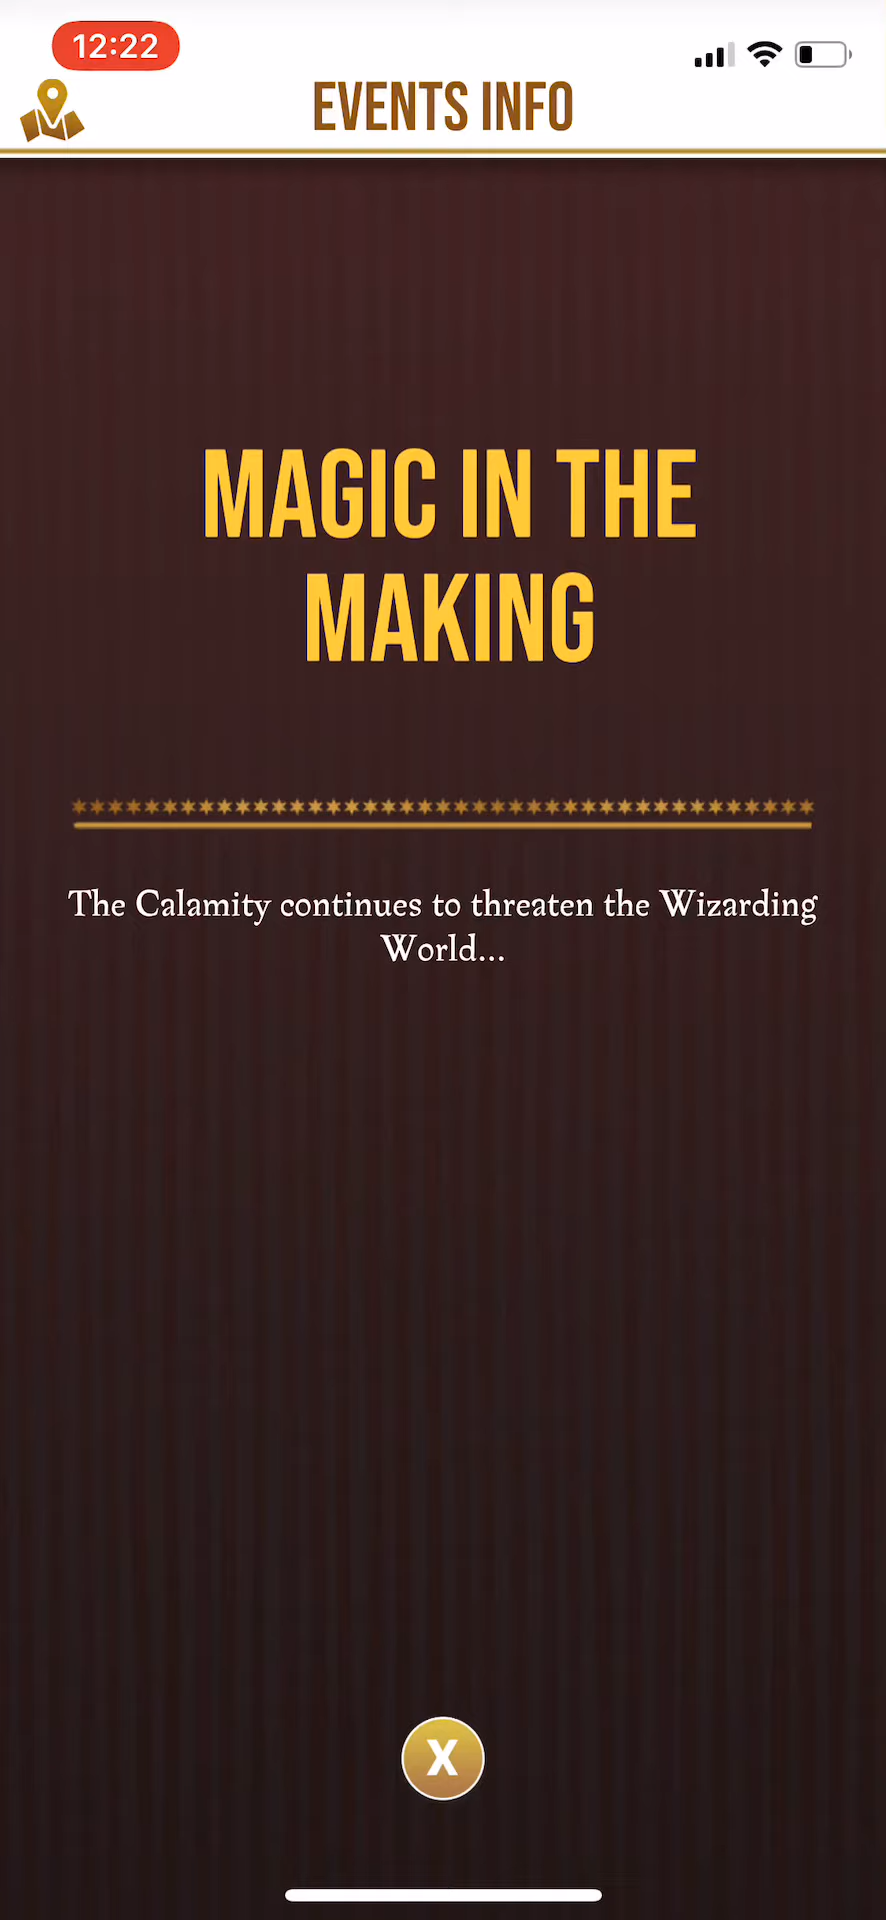 12:22
EVENTS INFO
MAGIC IN THE
MAKING
The Calamity continues to threaten the Wizarding
World...
X